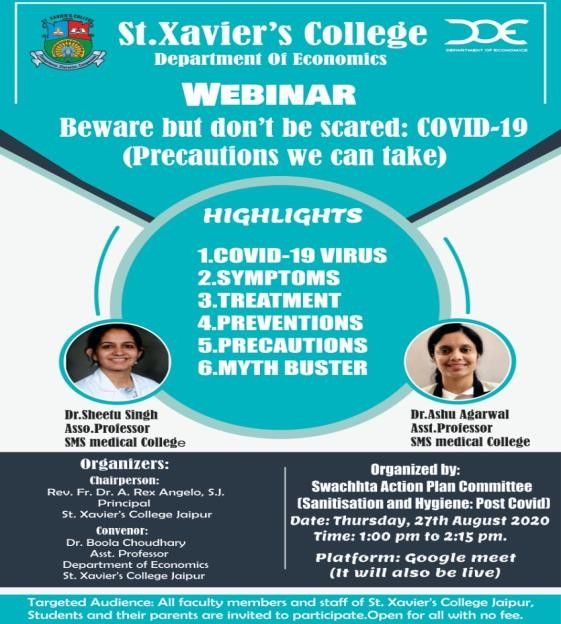 St.Xavier's College
Department Of Economics
DEPARTMENT OF ECONOMICS
WEBINAR
Beware but don't be scared: COVID-19
(Precautions we can take)
HIGHLIGHTS
1.COVID-19 VIRUS
2.SYMPTOMS
3.TREATMENT
4.PREVENTIONS
5.PRECAUTIONS
6.MYTH BUSTER
Dr.Sheetu Singh
Asso.Professor
SMS medical College
Dr.Ashu Agarwal
Asst.Professor
SMS medical College
Organizers:
Chairperson:
Rev. Fr. Dr. A. Rex Angelo, S.J.
Principal
St. Xavier's College Jaipur
Convenor:
Dr. Boola Choudhary
Asst. Professor
Department of Economics
St. Xavier's College Jaipur
Organized by:
Swachhta Action Plan Committee
(Sanitisation and Hygiene: Post Covid)
Date: Thursday, 27th August 2020
Time: 1:00 pm to 2:15 pm.
Platform: Google meet
(It will also be live)
Targeted Audience: All faculty members and staff of St. Xavier's College Jaipur,
Students and their parents are invited to participate.Open for all with no fee.